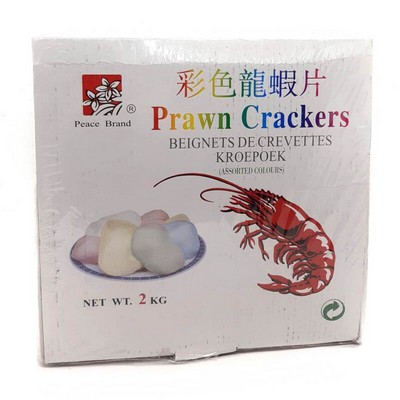 彩色龍蝦片
Peace Brand ®
Prawn Crackers
BEIGNETS DE CREVETTES
KROEPOEK
(ASSORTED COLOURS)
NET WT. 2 KG